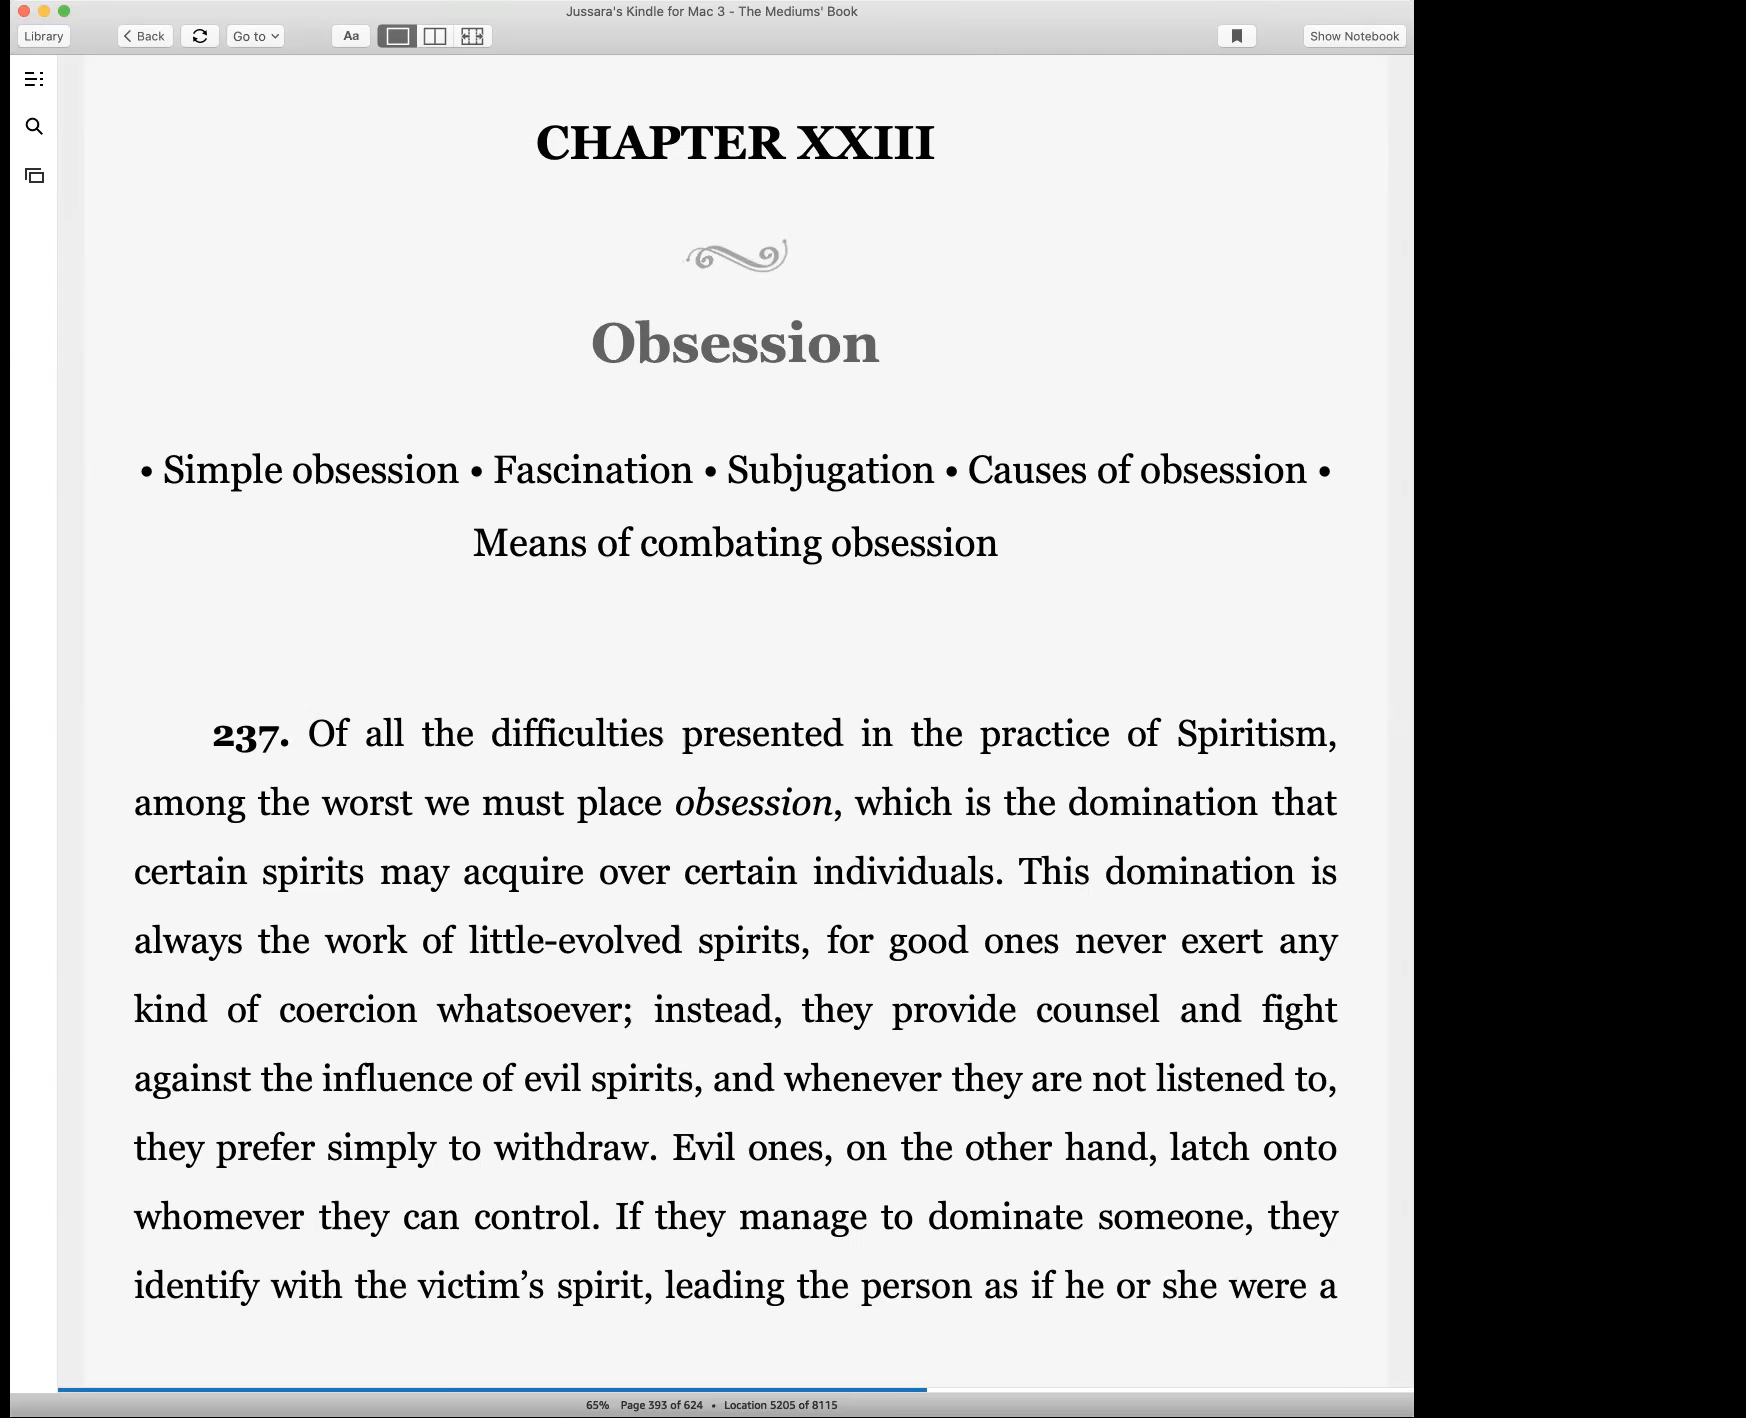 Jussara's Kindle for Mac 3 - The Mediums' Book
Library
Back
Go to
Aa
Show Notebook
CHAPTER XXIII
Obsession
• Simple obsession • Fascination • Subjugation • Causes of obsession •
Means of combating obsession
237. Of all the difficulties presented in the practice of Spiritism,
among the worst we must place obsession, which is the domination that
certain spirits may acquire over certain individuals. This domination is
always the work of little-evolved spirits, for good ones never exert any
kind of coercion whatsoever; instead, they provide counsel and fight
against the influence of evil spirits, and whenever they are not listened to,
they prefer simply to withdraw. Evil ones, on the other hand, latch onto
whomever they can control. If they manage to dominate someone, they
identify with the victim’s spirit, leading the person as if he or she were a
65% Page 393 of 624 • Location 5205 of 8115